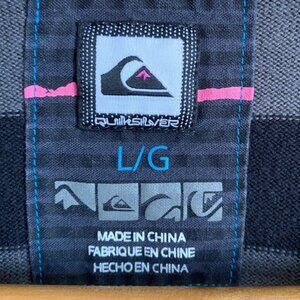 QUIKSILVER
L/G
MADE IN CHINA
FABRIQUE EN CHINE
HECHO EN CHINA